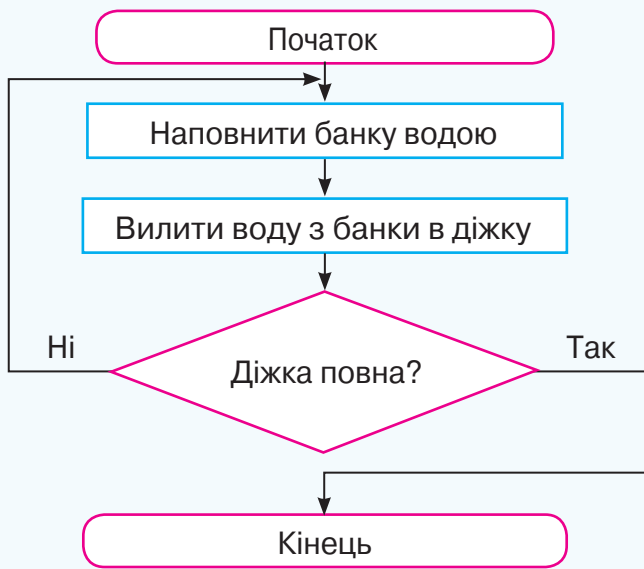 Початок
Наповнити банку водою
Вилити воду з банки в діжку
Ні
Діжка повна?
Так
Кінець